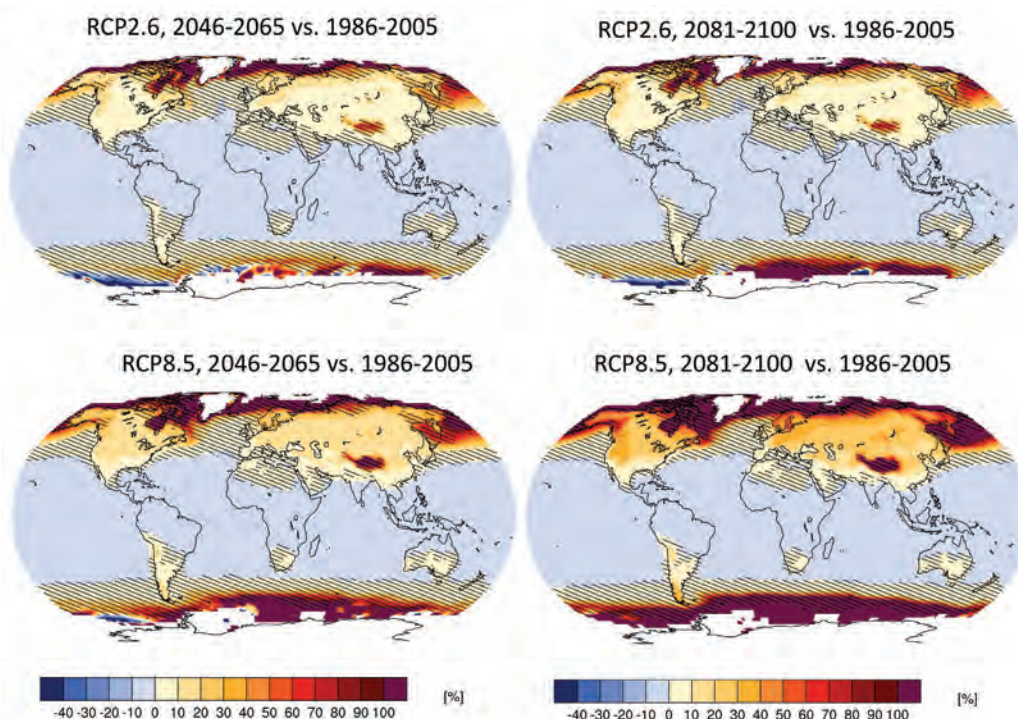 RCP2.6, 2046-2065 vs. 1986-2005
RCP2.6, 2081-2100 vs. 1986-2005
RCP8.5, 2046-2065 vs. 1986-2005
RCP8.5, 2081-2100 vs. 1986-2005
[%]
-40 -30 -20 -10 0 10 20 30 40 50 60 70 80 90 100
[%]
-40 -30 -20 -10 0 10 20 30 40 50 60 70 80 90 100